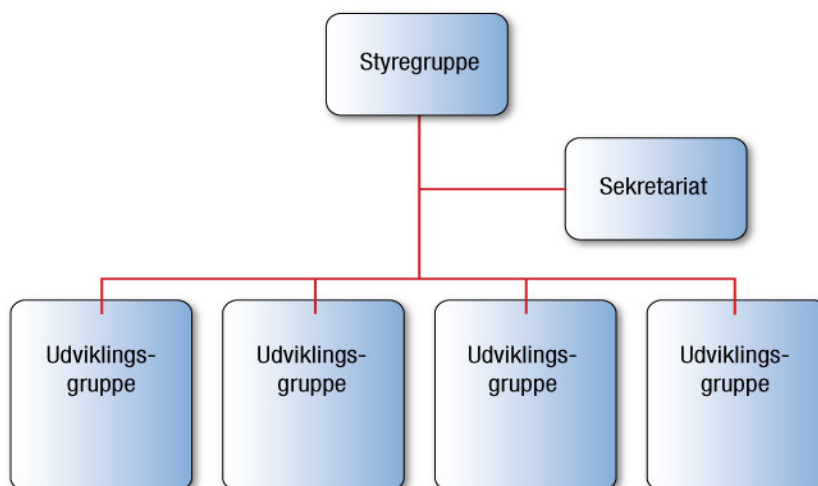 Styregruppe
Sekretariat
Udviklings-
gruppe
Udviklings-
gruppe
Udviklings-
gruppe
Udviklings-
gruppe